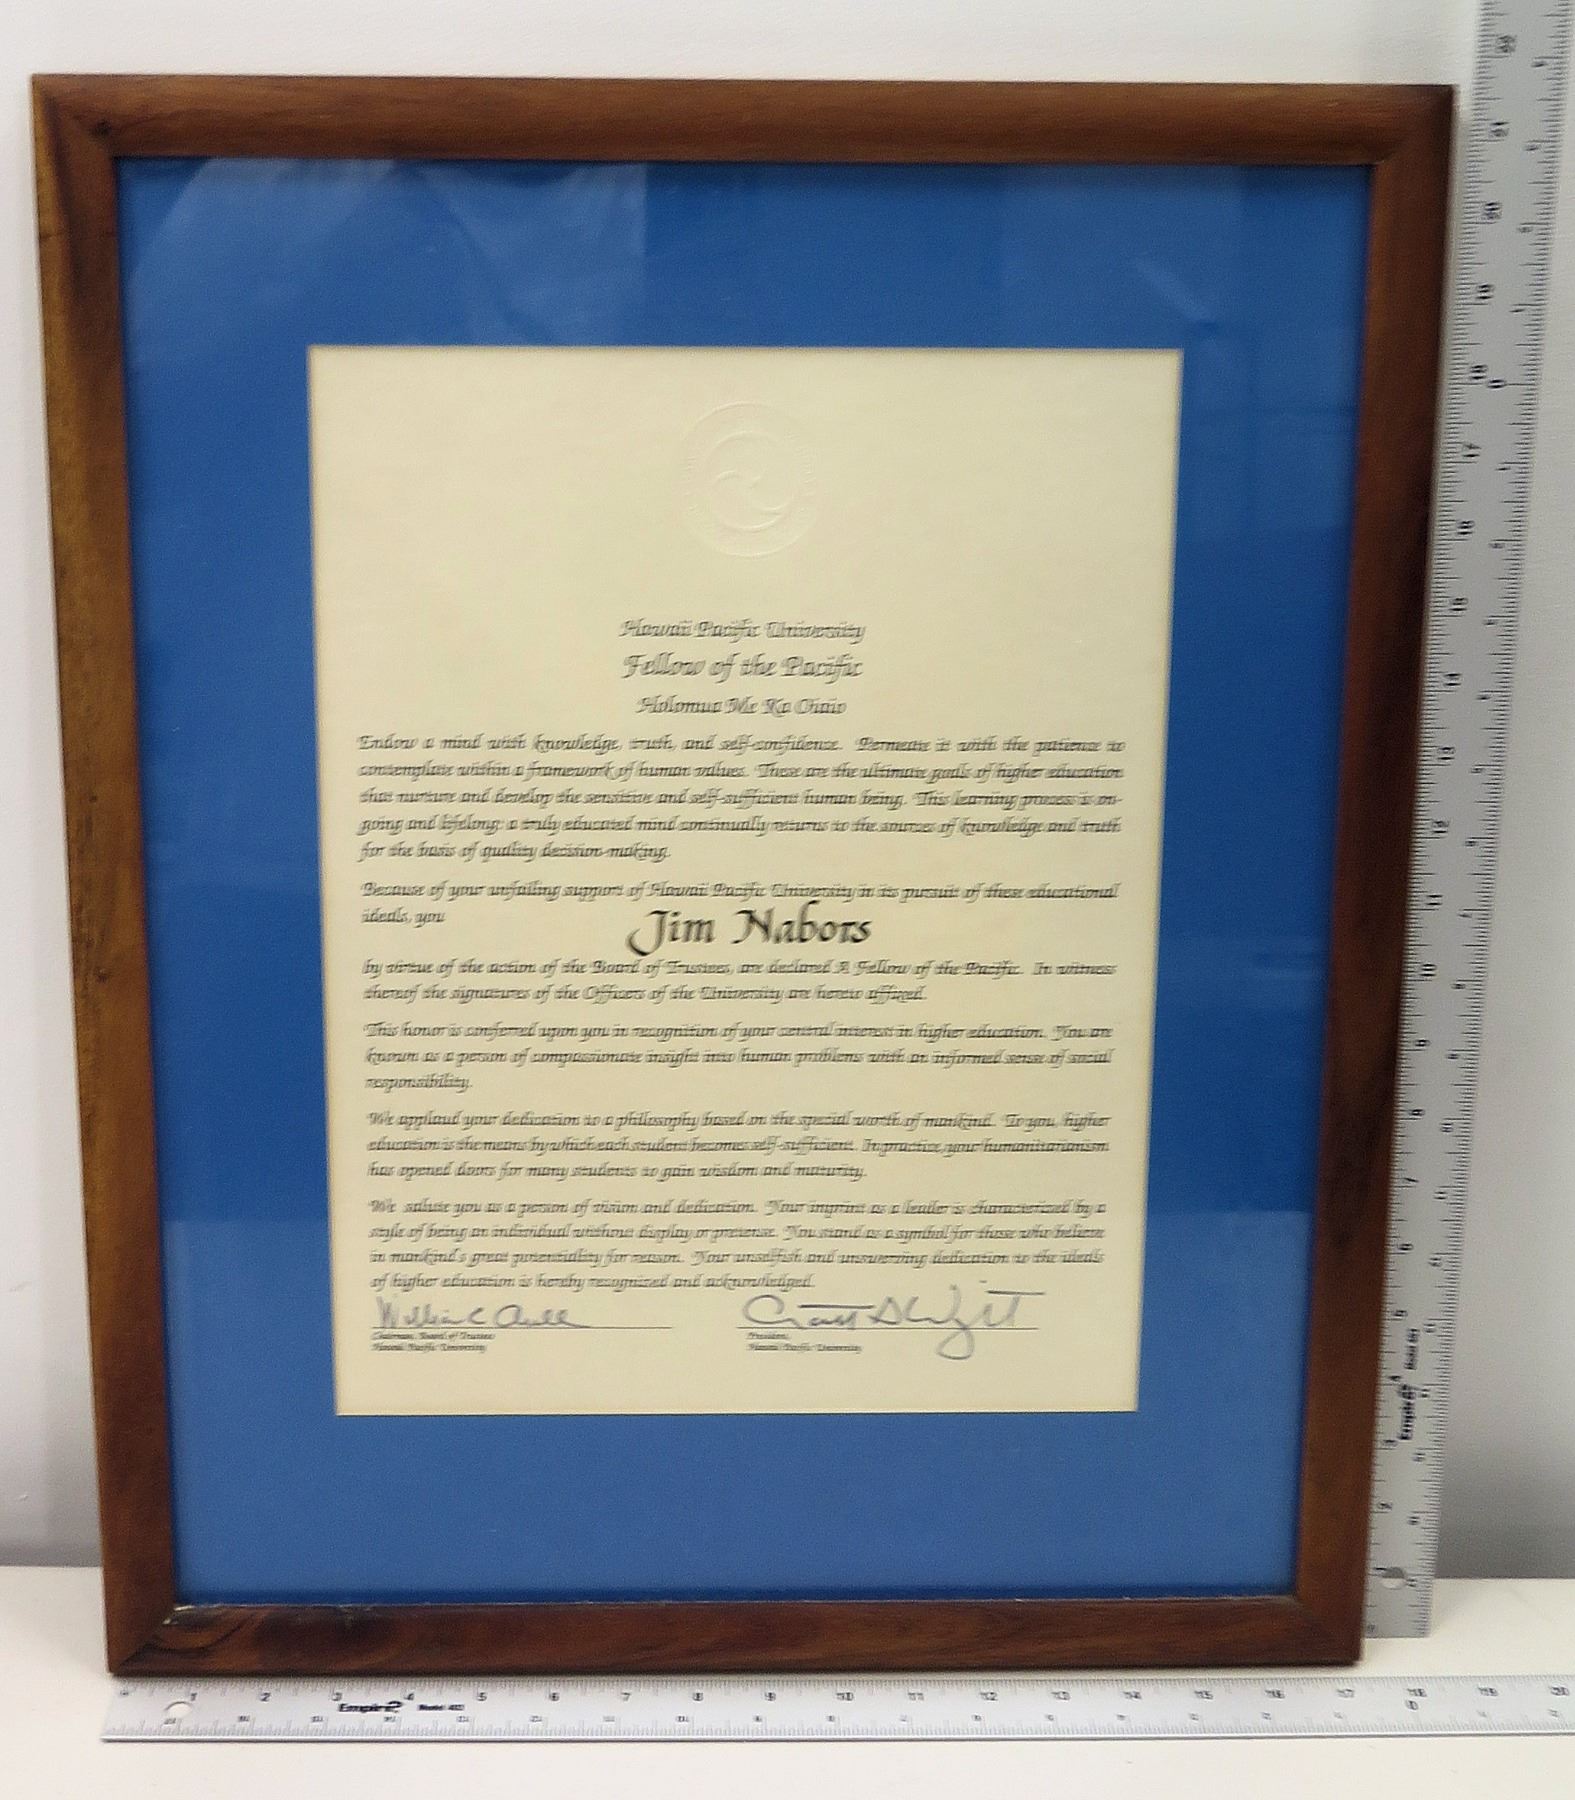 Hawaii Pacific University
Fellow of the Pacific
Holomua Me Ka Oiaio
Endow a mind with knowledge, truth, and self-confidence. Permeate it with the patience to
contemplate within a framework of human values. These are the ultimate goals of higher education
that nurture and develop the sensitive and self-sufficient human being. This learning process is on-
going and lifelong: a truly educated mind continually returns to the sources of knowledge and truth
for the basis of quality decision-making.
Because of your unfailing support of Hawaii Pacific University in its pursuit of these educational
ideals, you
Jim Nabors
by virtue of the action of the Board of Trustees, are declared A Fellow of the Pacific. In witness
thereof the signatures of the Officers of the University are hereto affixed.
This honor is conferred upon you in recognition of your central interest in higher education. You are
known as a person of compassionate insight into human problems with an informed sense of social
responsibility.
We applaud your dedication to a philosophy based on the special worth of mankind. To you, higher
education is the means by which each student becomes self-sufficient. In practice, your humanitarianism
has opened doors for many students to gain wisdom and maturity.
We salute you as a person of vision and dedication. Your imprint as a leader is characterized by a
style of being an individual without display or pretense. You stand as a symbol for those who believe
in mankind's great potentiality for reason. Your unselfish and unswerving dedication to the ideals
of higher education is hereby recognized and acknowledged.
Chairman, Board of Trustees
Hawaii Pacific University
President,
Hawaii Pacific University
1 2 3 4 5 6 7 8 9 10 11 12 13 14 15 16 17 18 19 20
Empire